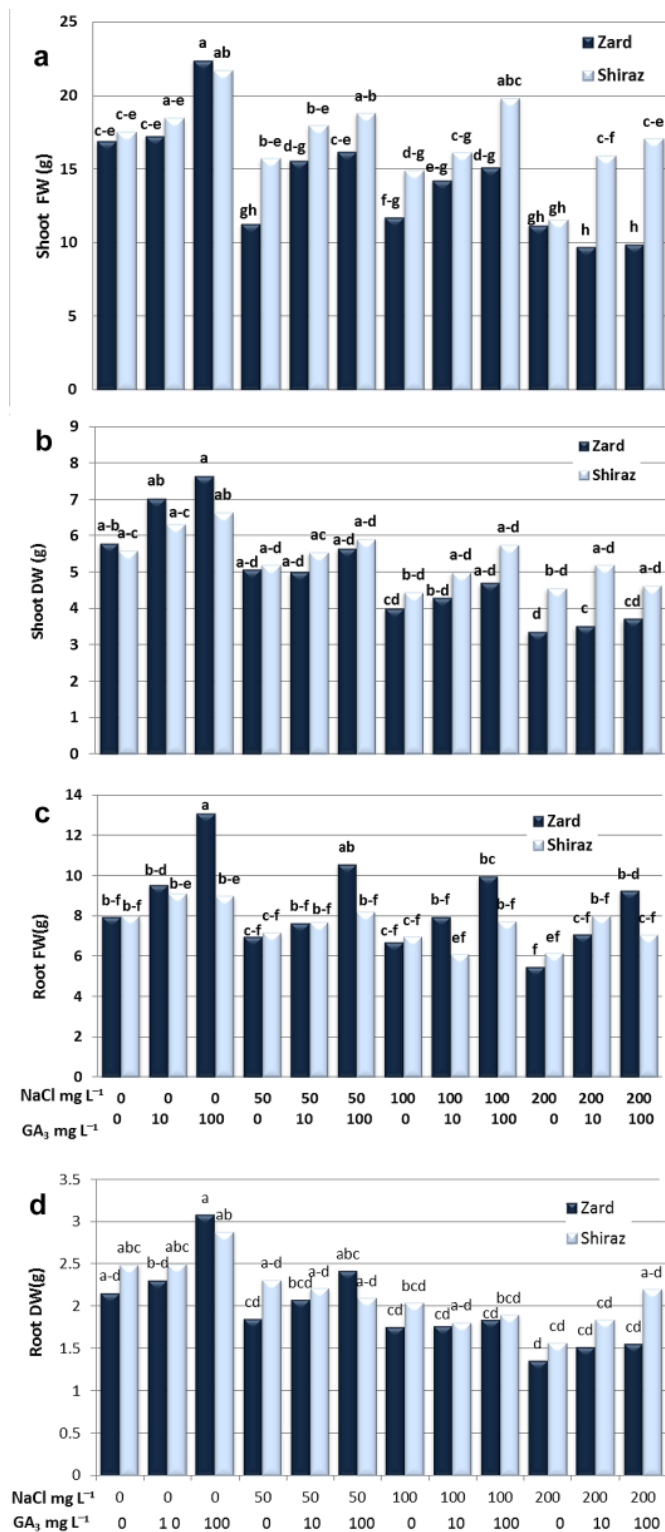 a
25
20
15
10
5
0
Shoot FW (g)
Zard
Shiraz
c-e c-e c-e a-e a ab gh b-e d-g b-e c-e a-b f-g d-g e-g c-g d-g abc gh gh h c-f h c-e
b
9
8
7
6
5
4
3
2
1
0
Shoot DW (g)
Zard
Shiraz
a-b a-c ab a-c a ab a-d a-d a-d ac a-d a-d cd b-d b-d a-d a-d a-d d b-d c a-d cd a-d
c
14
12
10
8
6
4
2
0
Root FW(g)
Zard
Shiraz
b-f b-f b-d b-e a b-e c-f c-f b-f b-f ab b-f c-f c-f b-f ef bc b-f f ef c-f b-f b-d c-f
NaCl mg L⁻¹ 0 0 0 50 50 50 100 100 100 200 200 200
GA₃ mg L⁻¹ 0 10 100 0 10 100 0 10 100 0 10 100
d
3.5
3
2.5
2
1.5
1
0.5
0
Root DW(g)
Zard
Shiraz
a-d abc b-d abc a ab cd a-d bcd a-d abc a-d cd bcd cd a-d cd bcd d cd cd cd cd a-d
NaCl mg L⁻¹ 0 0 0 50 50 50 100 100 100 200 200 200
GA₃ mg L⁻¹ 0 1 0 100 0 10 100 0 10 100 0 10 100